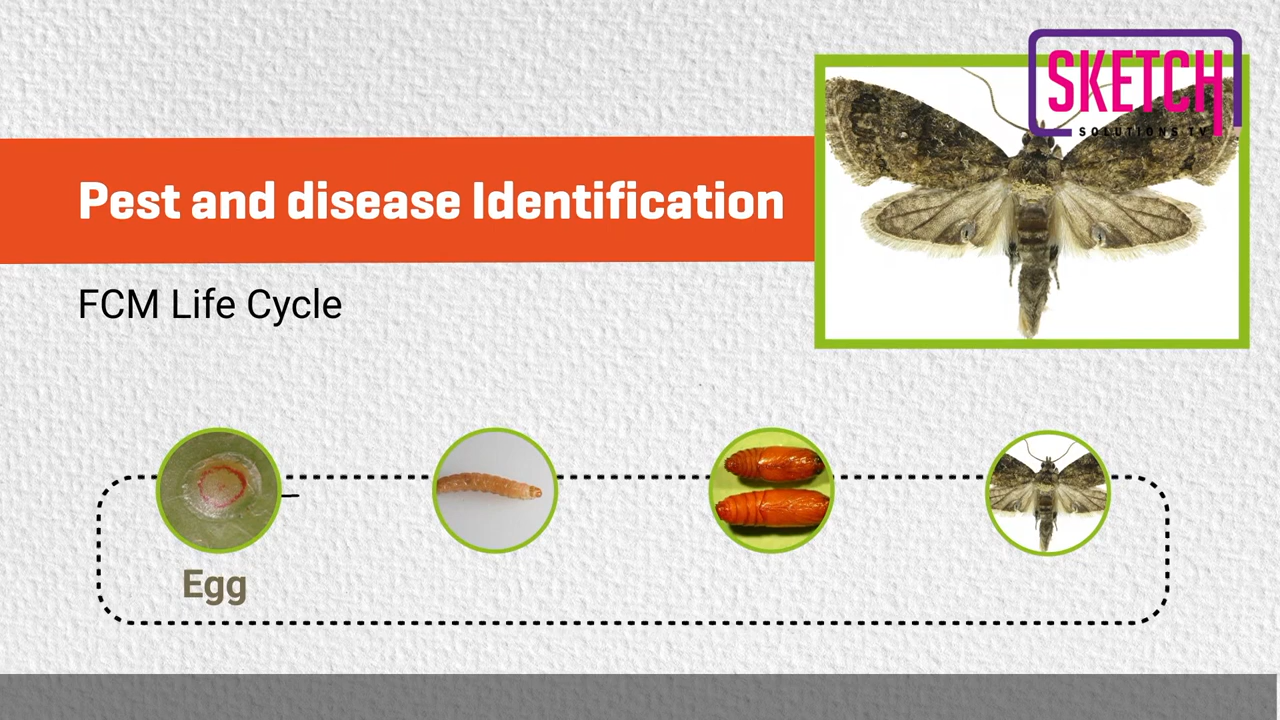 SKETCH
SOLUTIONS TV
Pest and disease Identification
FCM Life Cycle
Egg